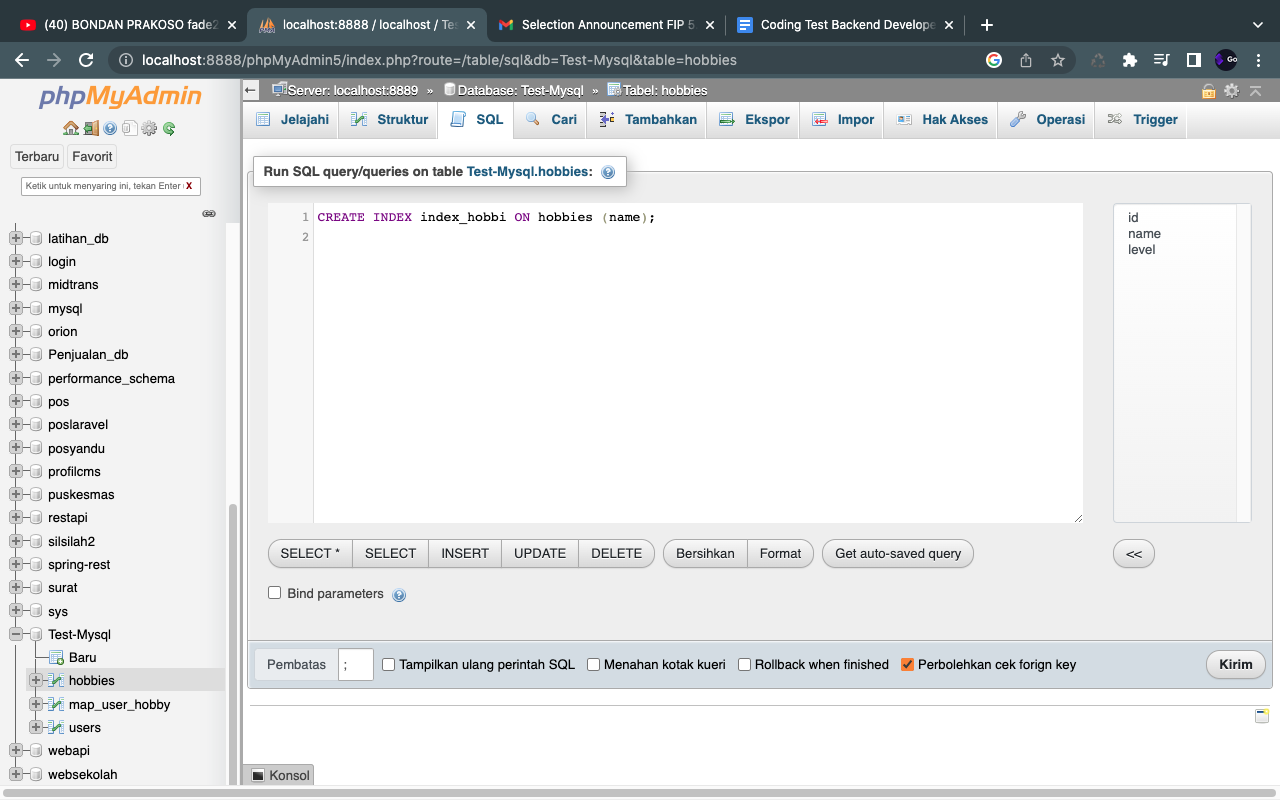 (40) BONDAN PRAKOSO fade2
localhost:8888 / localhost / Tes
Selection Announcement FIP 5.
Coding Test Backend Develope
localhost:8888/phpMyAdmin5/index.php?route=/table/sql&db=Test-Mysql&table=hobbies
Go
phpMyAdmin
Terbaru Favorit
Ketik untuk menyaring ini, tekan Enter X
latihan_db
login
midtrans
mysql
orion
Penjualan_db
performance_schema
pos
poslaravel
posyandu
profilcms
puskesmas
restapi
silsilah2
spring-rest
surat
sys
Test-Mysql
Baru
hobbies
map_user_hobby
users
webapi
websekolah
Server: localhost:8889 » Database: Test-Mysql » Tabel: hobbies
Jelajahi Struktur SQL Cari Tambahkan Ekspor Impor Hak Akses Operasi Trigger
Run SQL query/queries on table Test-Mysql.hobbies:
1 CREATE INDEX index_hobbi ON hobbies (name);
2
id
name
level
SELECT * SELECT INSERT UPDATE DELETE Bersihkan Format Get auto-saved query <<
Bind parameters
Pembatas ; Tampilkan ulang perintah SQL Menahan kotak kueri Rollback when finished Perbolehkan cek forign key Kirim
Konsol